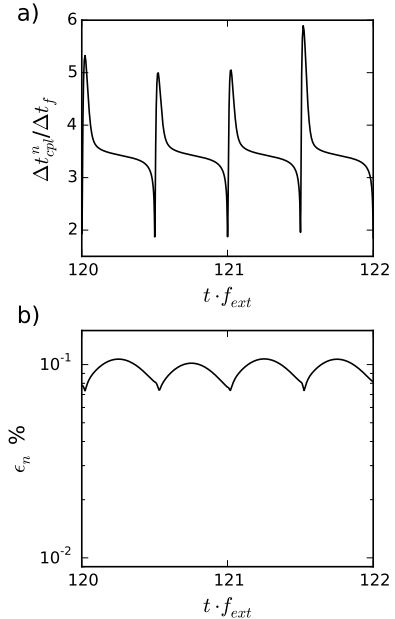 a)
6
5
4
3
2
Δt^n_cpl/Δt_f
120 121 122
t·f_ext
b)
10^-1
10^-2
ϵ_n %
120 121 122
t·f_ext